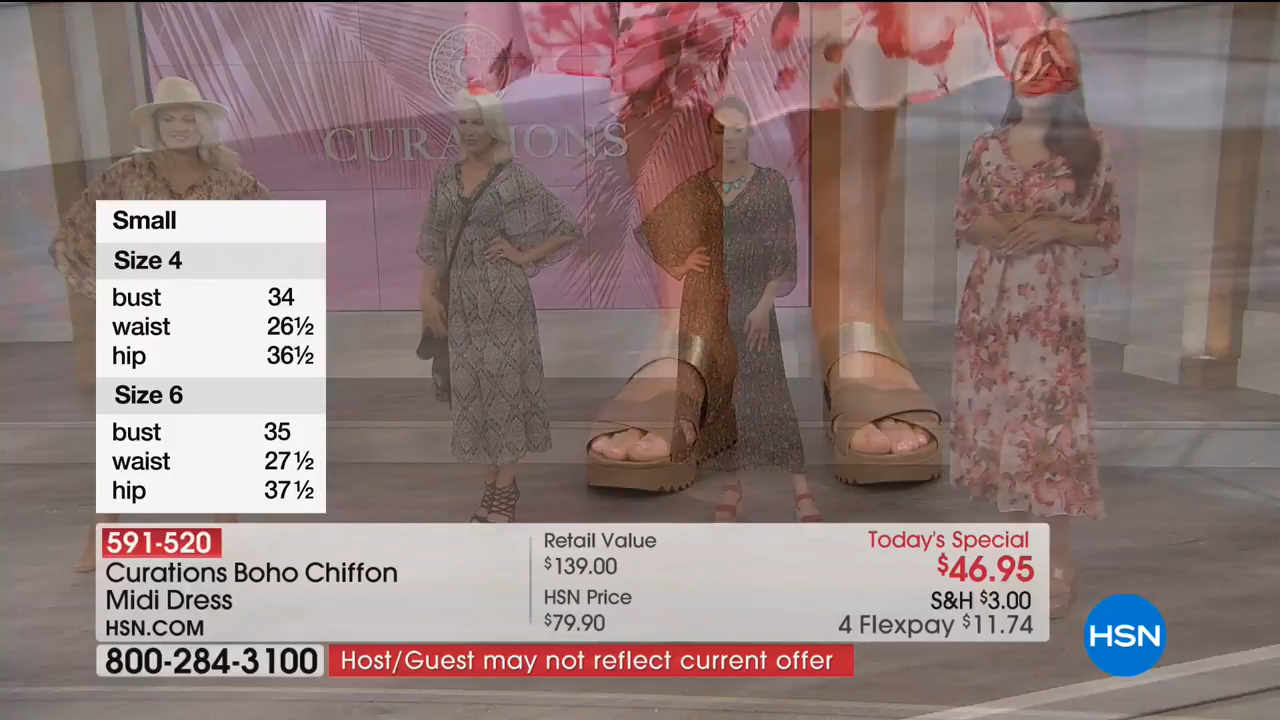 C
CURATIONS
Small
Size 4
bust 34
waist 26½
hip 36½
Size 6
bust 35
waist 27½
hip 37½
591-520
Curations Boho Chiffon
Midi Dress
HSN.COM
Retail Value
$139.00
HSN Price
$79.90
Today's Special
$46.95
S&H $3.00
4 Flexpay $11.74
800-284-3100
Host/Guest may not reflect current offer
HSN